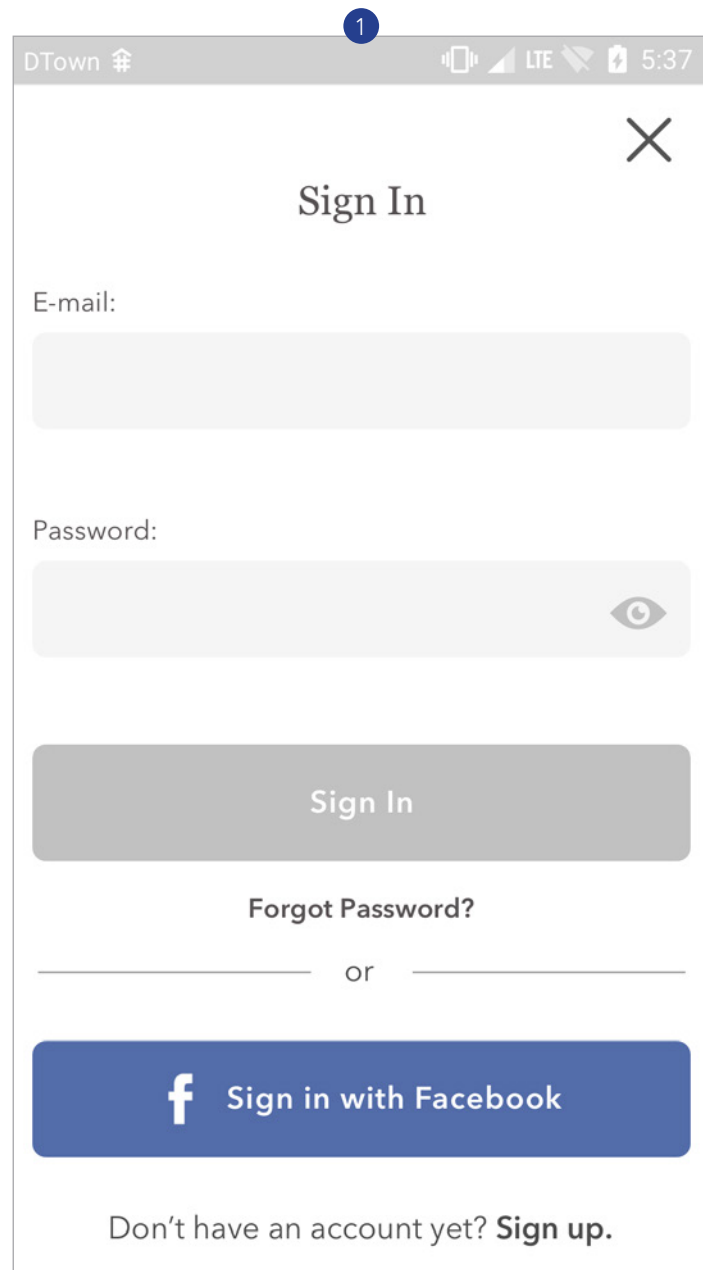 1
DTown LTE 5:37
Sign In
E-mail:
Password:
Sign In
Forgot Password?
or
f Sign in with Facebook
Don’t have an account yet? Sign up.